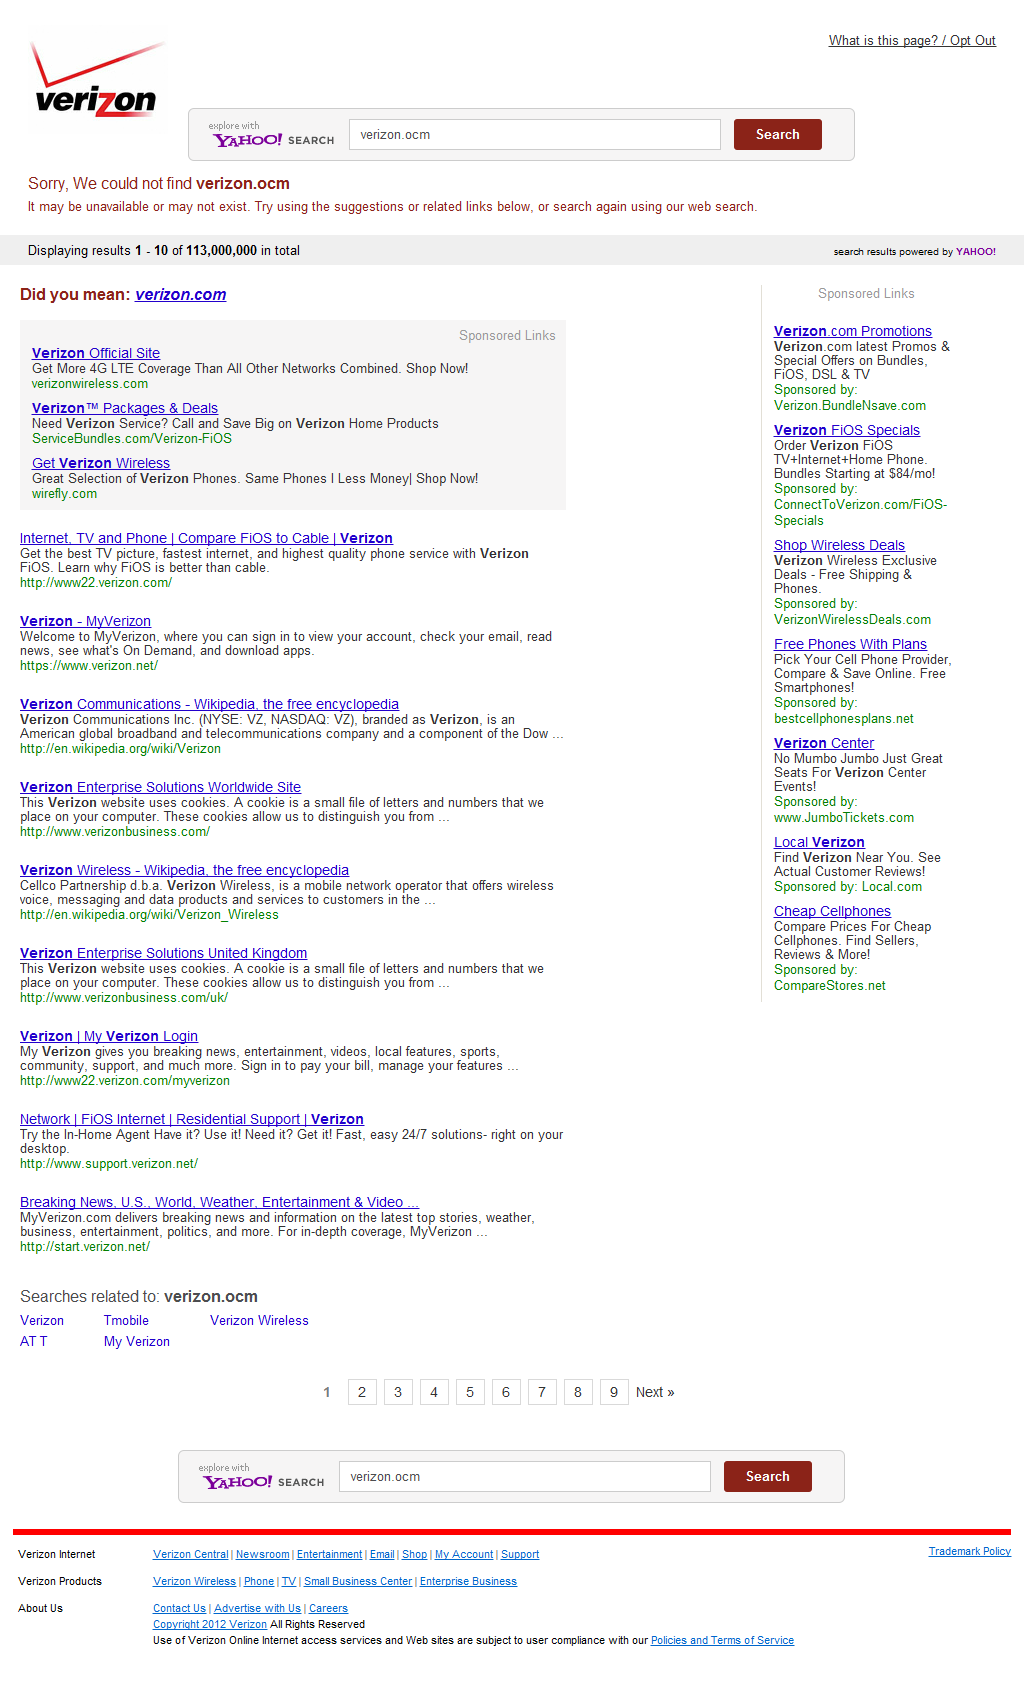 What is this page? / Opt Out
verizon
explore with
YAHOO! SEARCH
verizon.ocm
Search
Sorry, We could not find verizon.ocm
It may be unavailable or may not exist. Try using the suggestions or related links below, or search again using our web search.
Displaying results 1 - 10 of 113,000,000 in total
search results powered by YAHOO!
Did you mean: verizon.com
Sponsored Links
Verizon Official Site
Get More 4G LTE Coverage Than All Other Networks Combined. Shop Now!
verizonwireless.com
Verizon™ Packages & Deals
Need Verizon Service? Call and Save Big on Verizon Home Products
ServiceBundles.com/Verizon-FiOS
Get Verizon Wireless
Great Selection of Verizon Phones. Same Phones I Less Money| Shop Now!
wirefly.com
Internet, TV and Phone | Compare FiOS to Cable | Verizon
Get the best TV picture, fastest internet, and highest quality phone service with Verizon
FiOS. Learn why FiOS is better than cable.
http://www22.verizon.com/
Verizon - MyVerizon
Welcome to MyVerizon, where you can sign in to view your account, check your email, read
news, see what's On Demand, and download apps.
https://www.verizon.net/
Verizon Communications - Wikipedia, the free encyclopedia
Verizon Communications Inc. (NYSE: VZ, NASDAQ: VZ), branded as Verizon, is an
American global broadband and telecommunications company and a component of the Dow ...
http://en.wikipedia.org/wiki/Verizon
Verizon Enterprise Solutions Worldwide Site
This Verizon website uses cookies. A cookie is a small file of letters and numbers that we
place on your computer. These cookies allow us to distinguish you from ...
http://www.verizonbusiness.com/
Verizon Wireless - Wikipedia, the free encyclopedia
Cellco Partnership d.b.a. Verizon Wireless, is a mobile network operator that offers wireless
voice, messaging and data products and services to customers in the ...
http://en.wikipedia.org/wiki/Verizon_Wireless
Verizon Enterprise Solutions United Kingdom
This Verizon website uses cookies. A cookie is a small file of letters and numbers that we
place on your computer. These cookies allow us to distinguish you from ...
http://www.verizonbusiness.com/uk/
Verizon | My Verizon Login
My Verizon gives you breaking news, entertainment, videos, local features, sports,
community, support, and much more. Sign in to pay your bill, manage your features ...
http://www22.verizon.com/myverizon
Network | FiOS Internet | Residential Support | Verizon
Try the In-Home Agent Have it? Use it! Need it? Get it! Fast, easy 24/7 solutions- right on your
desktop.
http://www.support.verizon.net/
Breaking News, U.S., World, Weather, Entertainment & Video ...
MyVerizon.com delivers breaking news and information on the latest top stories, weather,
business, entertainment, politics, and more. For in-depth coverage, MyVerizon ...
http://start.verizon.net/
Sponsored Links
Verizon.com Promotions
Verizon.com latest Promos &
Special Offers on Bundles,
FiOS, DSL & TV
Sponsored by:
Verizon.BundleNsave.com
Verizon FiOS Specials
Order Verizon FiOS
TV+Internet+Home Phone.
Bundles Starting at $84/mo!
Sponsored by:
ConnectToVerizon.com/FiOS-
Specials
Shop Wireless Deals
Verizon Wireless Exclusive
Deals - Free Shipping &
Phones.
Sponsored by:
VerizonWirelessDeals.com
Free Phones With Plans
Pick Your Cell Phone Provider,
Compare & Save Online. Free
Smartphones!
Sponsored by:
bestcellphonesplans.net
Verizon Center
No Mumbo Jumbo Just Great
Seats For Verizon Center
Events!
Sponsored by:
www.JumboTickets.com
Local Verizon
Find Verizon Near You. See
Actual Customer Reviews!
Sponsored by: Local.com
Cheap Cellphones
Compare Prices For Cheap
Cellphones. Find Sellers,
Reviews & More!
Sponsored by:
CompareStores.net
Searches related to: verizon.ocm
Verizon Tmobile Verizon Wireless
AT T My Verizon
1 2 3 4 5 6 7 8 9 Next »
explore with
YAHOO! SEARCH
verizon.ocm
Search
Verizon Internet Verizon Central | Newsroom | Entertainment | Email | Shop | My Account | Support Trademark Policy
Verizon Products Verizon Wireless | Phone | TV | Small Business Center | Enterprise Business
About Us Contact Us | Advertise with Us | Careers
Copyright 2012 Verizon All Rights Reserved
Use of Verizon Online Internet access services and Web sites are subject to user compliance with our Policies and Terms of Service